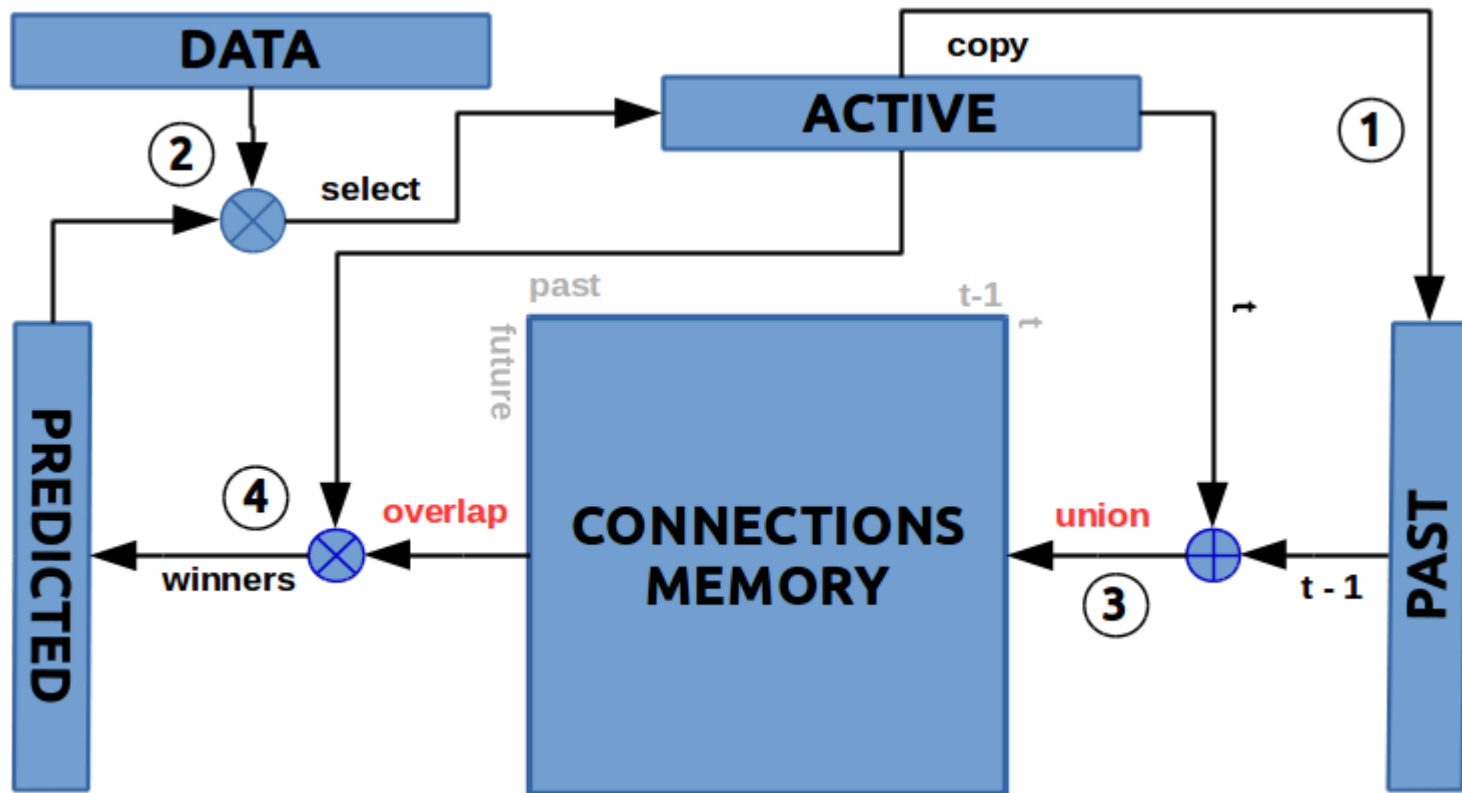 DATA
copy
ACTIVE
1
2
select
past
t-1
t
t
future
PREDICTED
4
overlap
CONNECTIONS
MEMORY
union
PAST
winners
3
t - 1